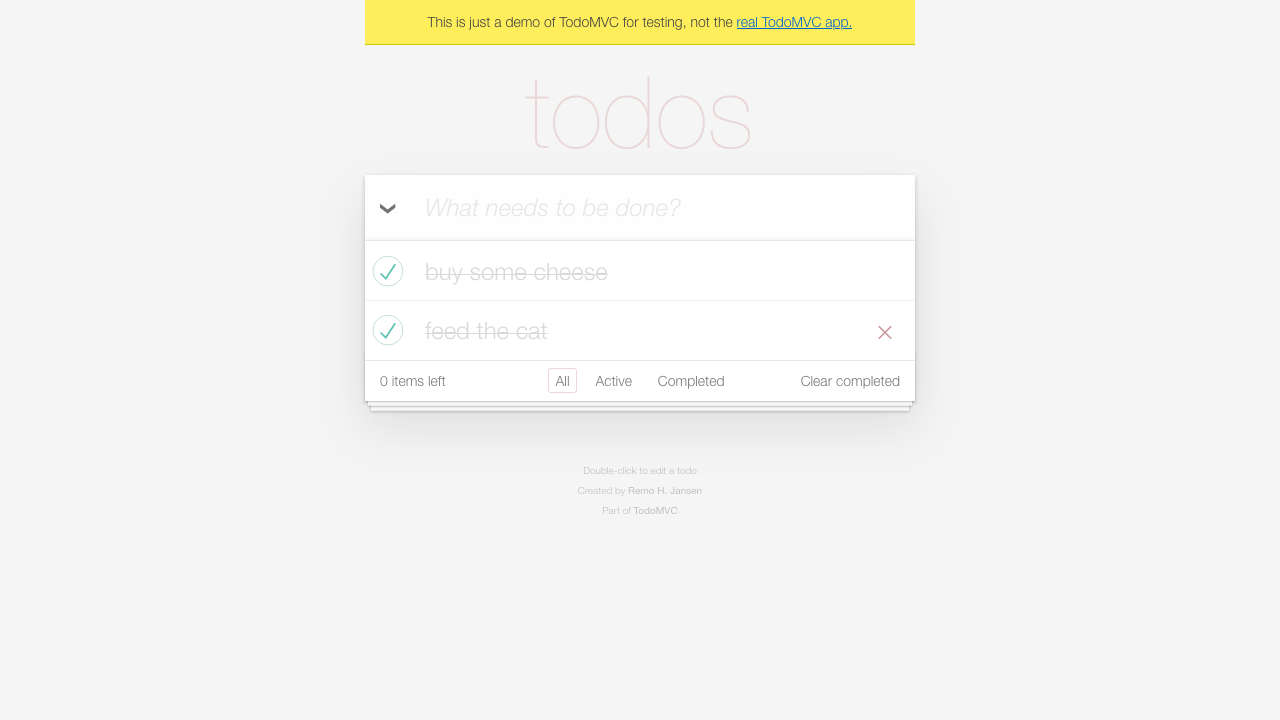 This is just a demo of TodoMVC for testing, not the real TodoMVC app.
todos
What needs to be done?
buy some cheese
feed the cat
0 items left All Active Completed Clear completed
Double-click to edit a todo
Created by Remo H. Jansen
Part of TodoMVC